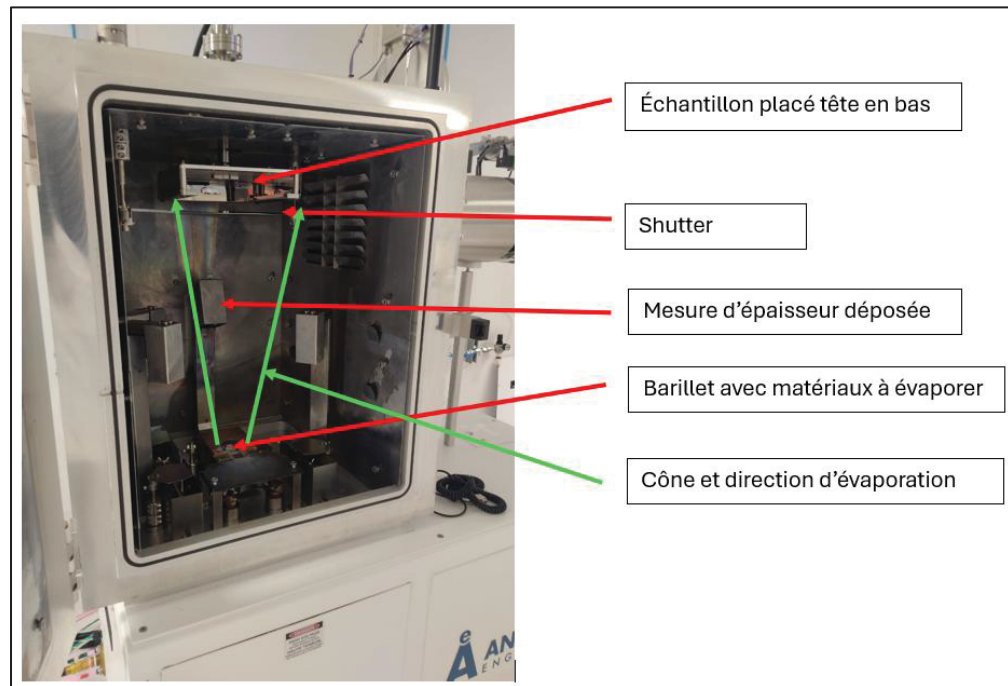 Échantillon placé tête en bas
Shutter
Mesure d’épaisseur déposée
Barillet avec matériaux à évaporer
Cône et direction d’évaporation